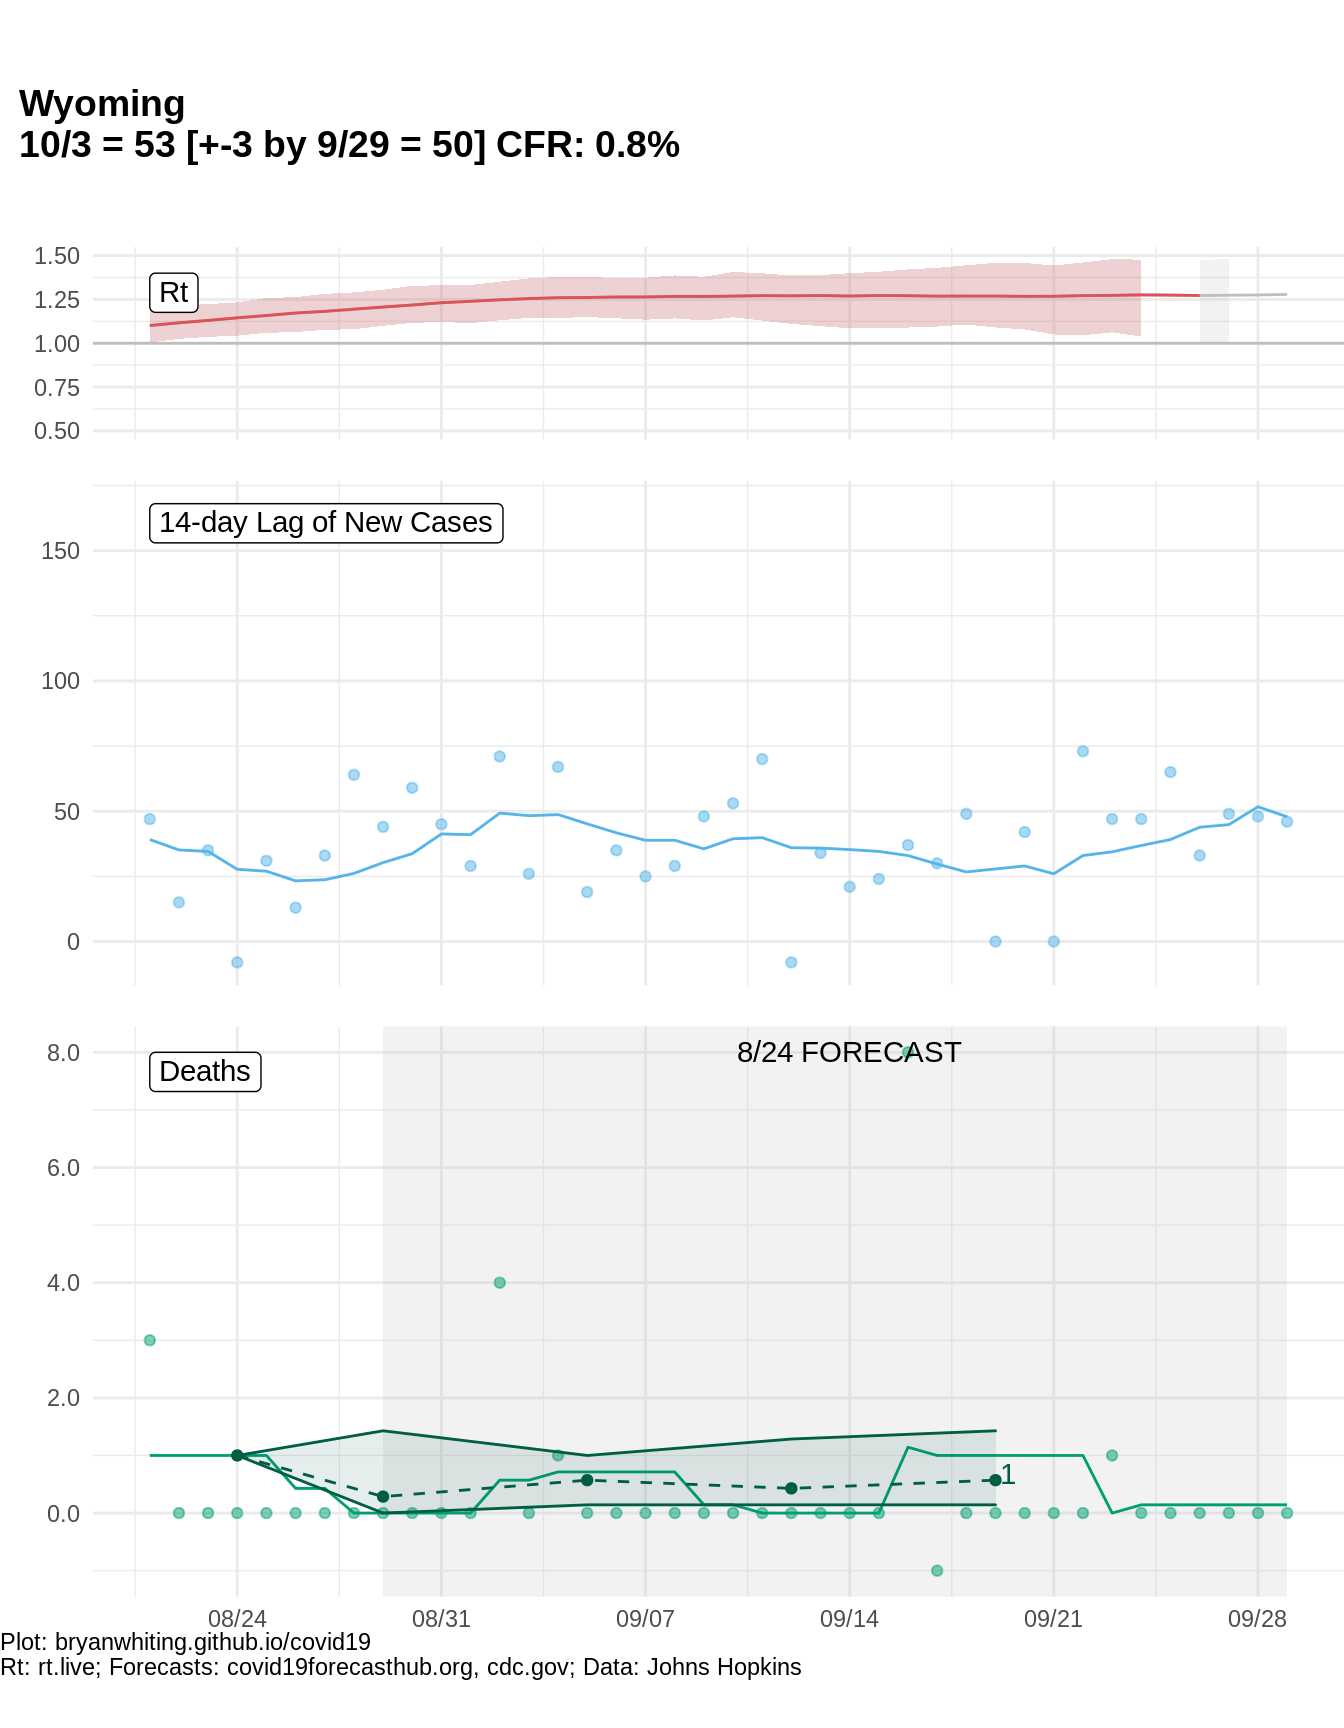 Wyoming
10/3 = 53 [+-3 by 9/29 = 50] CFR: 0.8%
1.50
1.25
1.00
0.75
0.50
Rt
14-day Lag of New Cases
150
100
50
0
8/24 FORECAST
Deaths
8.0
6.0
4.0
2.0
0.0
1
08/24 08/31 09/07 09/14 09/21 09/28
Plot: bryanwhiting.github.io/covid19
Rt: rt.live; Forecasts: covid19forecasthub.org, cdc.gov; Data: Johns Hopkins